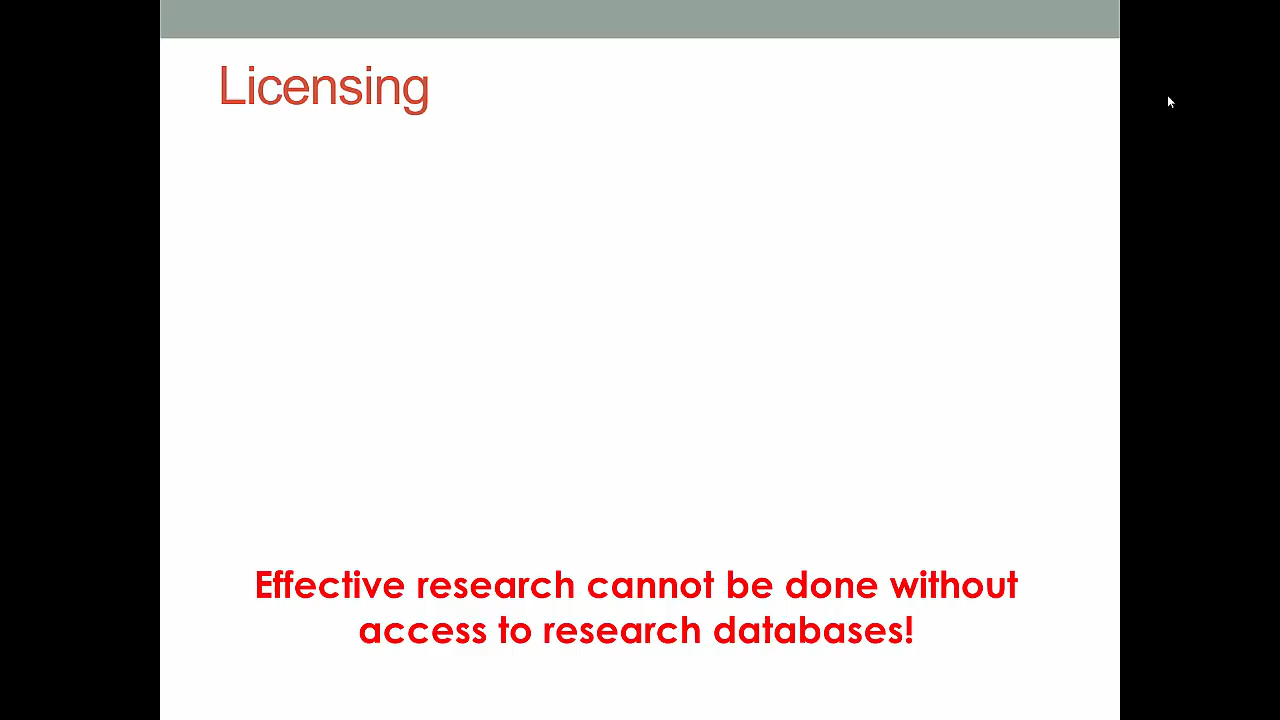 Licensing
Effective research cannot be done without
access to research databases!